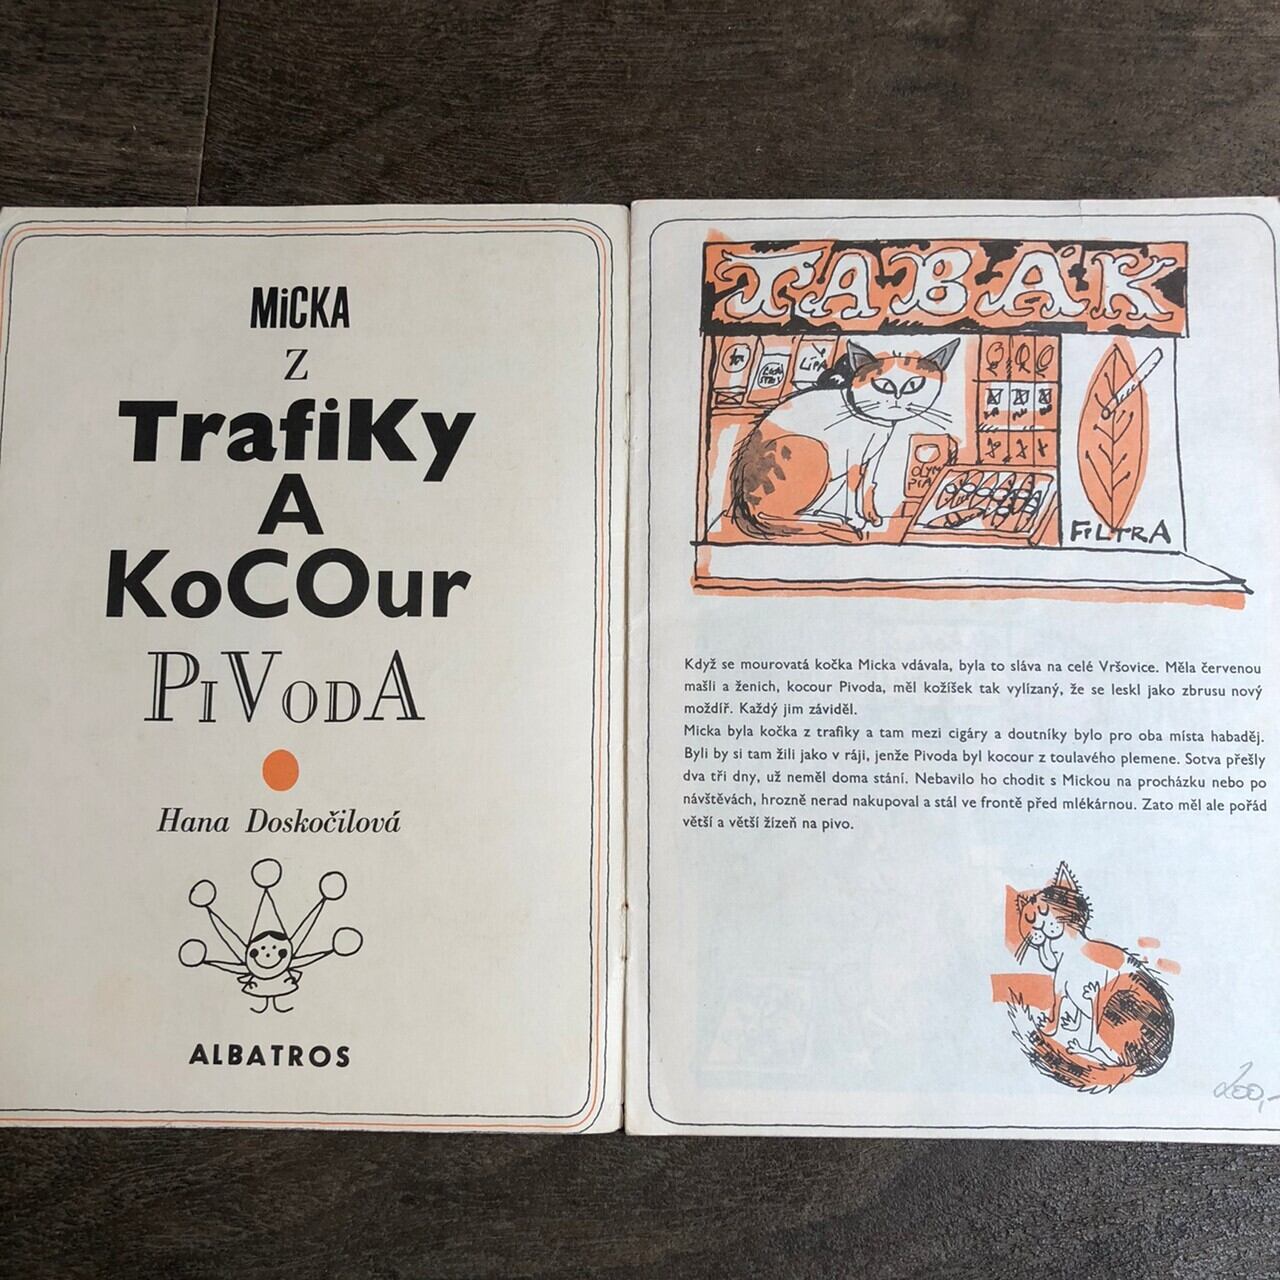 MiCKA
Z
TrafiKy
A
KoCOur
PiVoDA
Hana Doskočilová
ALBATROS
TABÁK
LÍPA
OLYM
PIA
FiLTRA
Když se mourovatá kočka Micka vdávala, byla to sláva na celé Vršovice. Měla červenou
mašli a ženich, kocour Pivoda, měl kožíšek tak vylízaný, že se leskl jako zbrusu nový
moždíř. Každý jim záviděl.
Micka byla kočka z trafiky a tam mezi cigáry a doutníky bylo pro oba místa habaděj.
Byli by si tam žili jako v ráji, jenže Pivoda byl kocour z toulavého plemene. Sotva přešly
dva tři dny, už neměl doma stání. Nebavilo ho chodit s Mickou na procházku nebo po
návštěvách, hrozně nerad nakupoval a stál ve frontě před mlékárnou. Zato měl ale pořád
větší a větší žízeň na pivo.
200,-